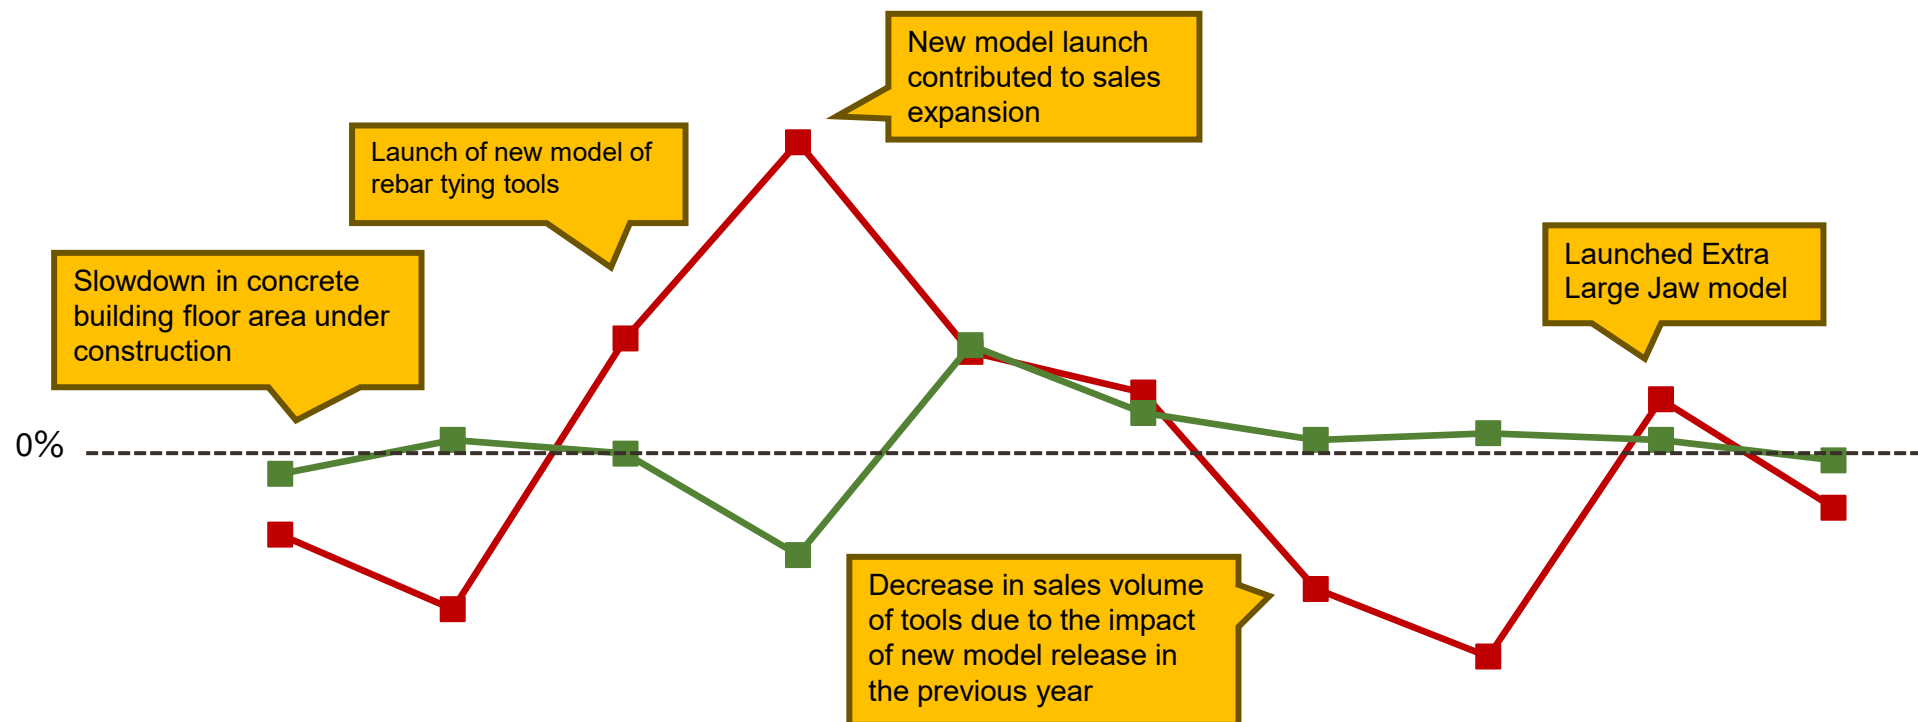 New model launch
contributed to sales
expansion
Launch of new model of
rebar tying tools
Slowdown in concrete
building floor area under
construction
Launched Extra
Large Jaw model
0%
Decrease in sales volume
of tools due to the impact
of new model release in
the previous year